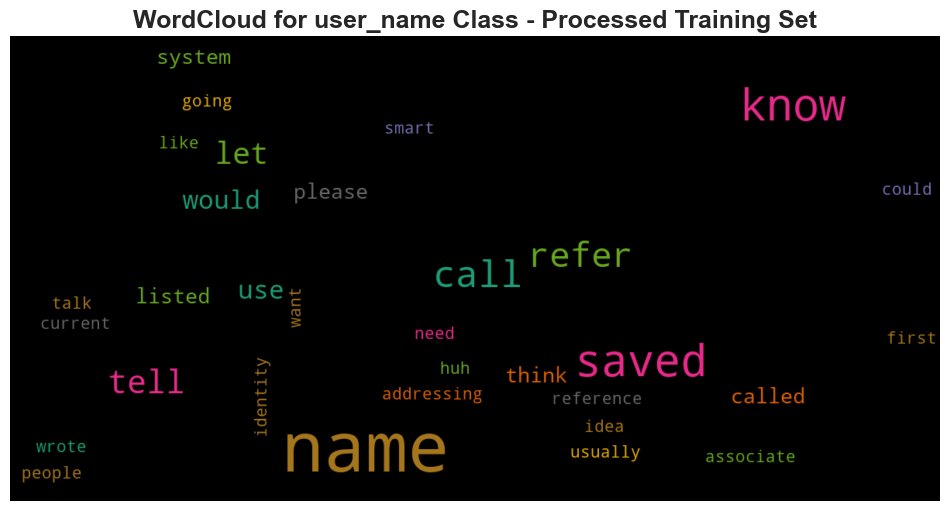 WordCloud for user_name Class - Processed Training Set
system
going
know
smart
like
let
could
would
please
refer
call
use
listed
want
talk
current
need
first
saved
huh
think
tell
identity
addressing
reference
called
name
idea
wrote
usually
associate
people